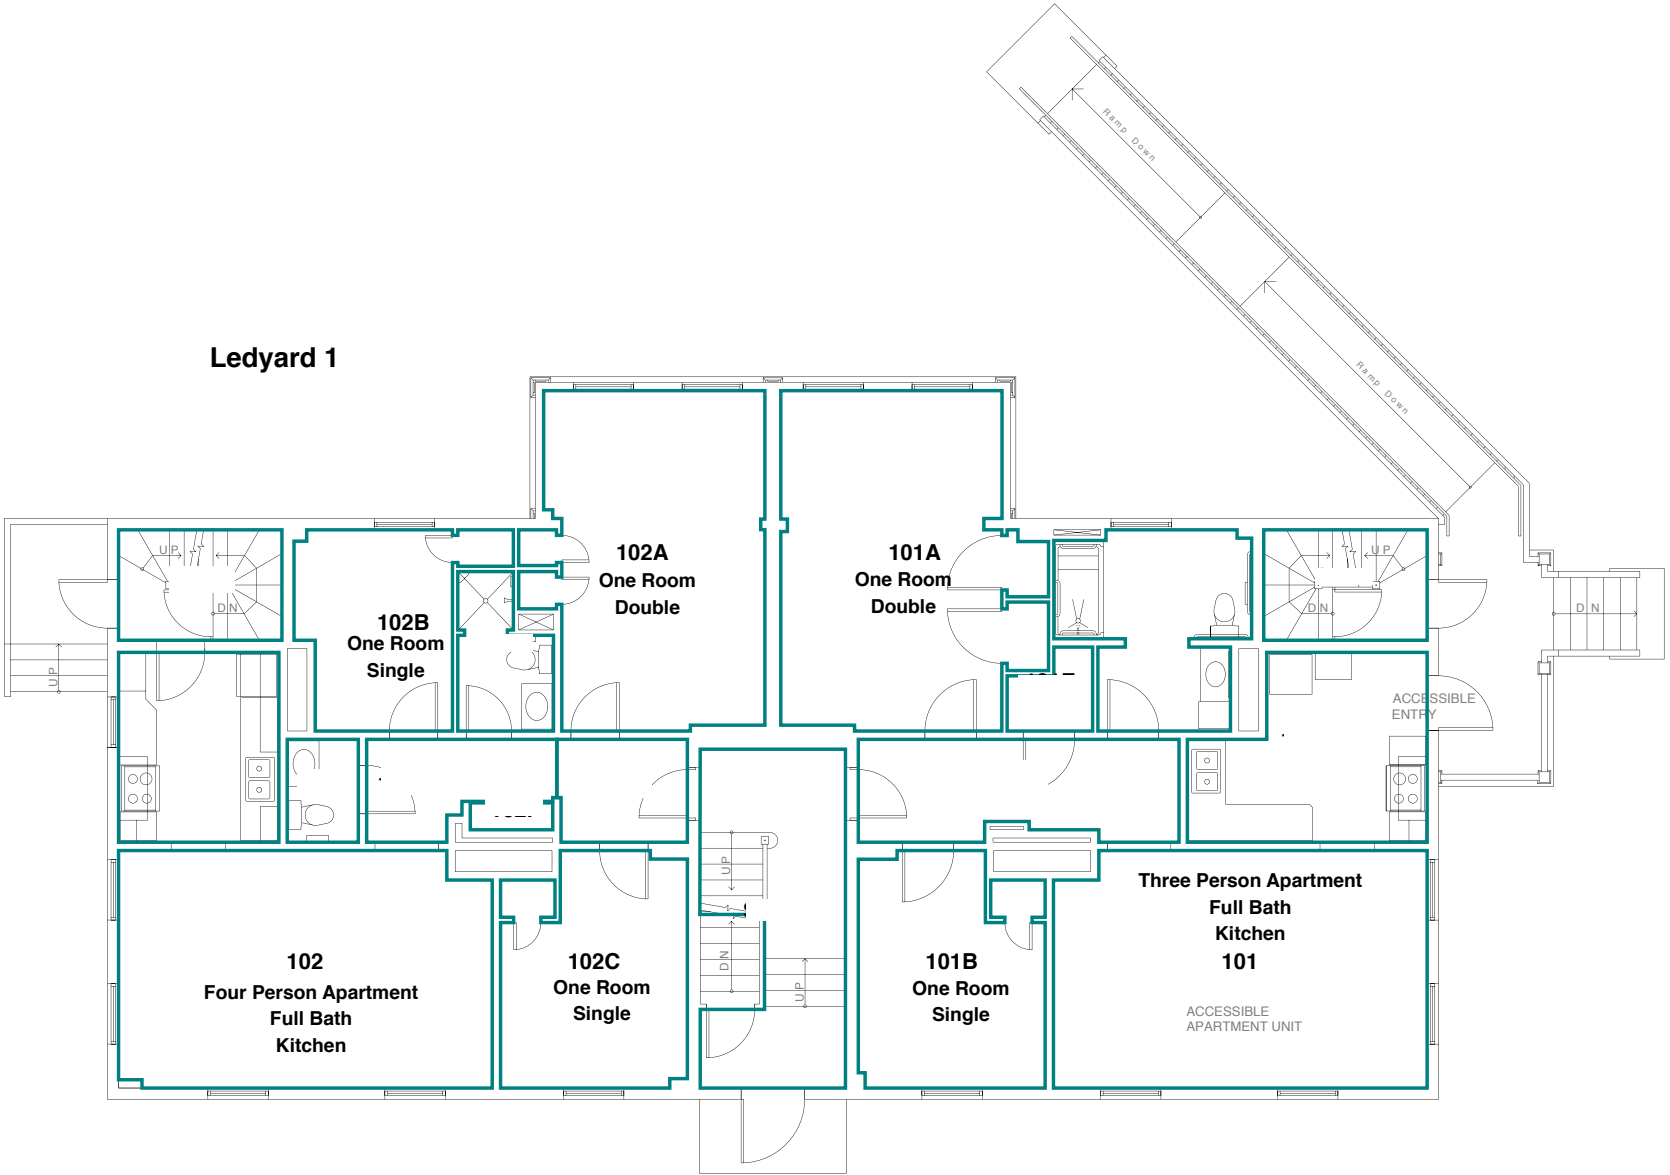 Ramp Down
Ramp Down
Ledyard 1
UP
DN
UP
102B
One Room
Single
102A
One Room
Double
101A
One Room
Double
UP
DN
DN
ACCESSIBLE
ENTRY
UP
DN
UP
102
Four Person Apartment
Full Bath
Kitchen
102C
One Room
Single
101B
One Room
Single
Three Person Apartment
Full Bath
Kitchen
101
ACCESSIBLE
APARTMENT UNIT